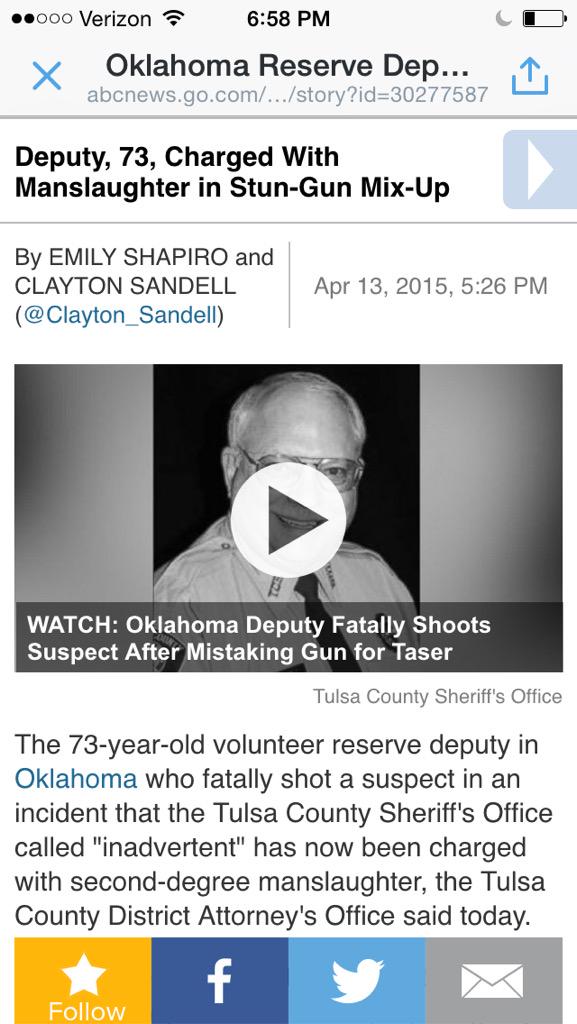 Verizon 6:58 PM
Oklahoma Reserve Dep...
abcnews.go.com/.../story?id=30277587
Deputy, 73, Charged With
Manslaughter in Stun-Gun Mix-Up
By EMILY SHAPIRO and
CLAYTON SANDELL
(@Clayton_Sandell)
Apr 13, 2015, 5:26 PM
WATCH: Oklahoma Deputy Fatally Shoots
Suspect After Mistaking Gun for Taser
Tulsa County Sheriff's Office
The 73-year-old volunteer reserve deputy in
Oklahoma who fatally shot a suspect in an
incident that the Tulsa County Sheriff's Office
called "inadvertent" has now been charged
with second-degree manslaughter, the Tulsa
County District Attorney's Office said today.
Follow